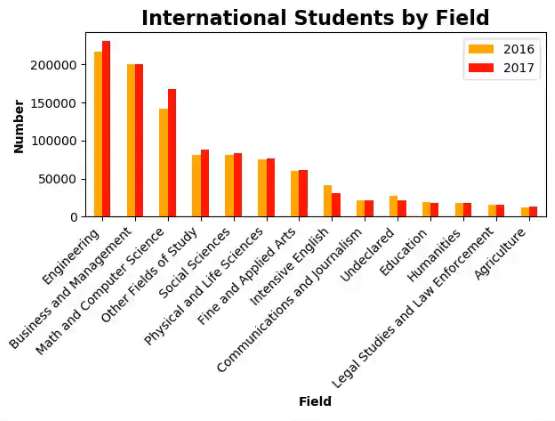 International Students by Field
2016
2017
Number
200000
150000
100000
50000
0
Engineering
Business and Management
Math and Computer Science
Other Fields of Study
Social Sciences
Physical and Life Sciences
Fine and Applied Arts
Intensive English
Communications and Journalism
Undeclared
Education
Humanities
Legal Studies and Law Enforcement
Agriculture
Field